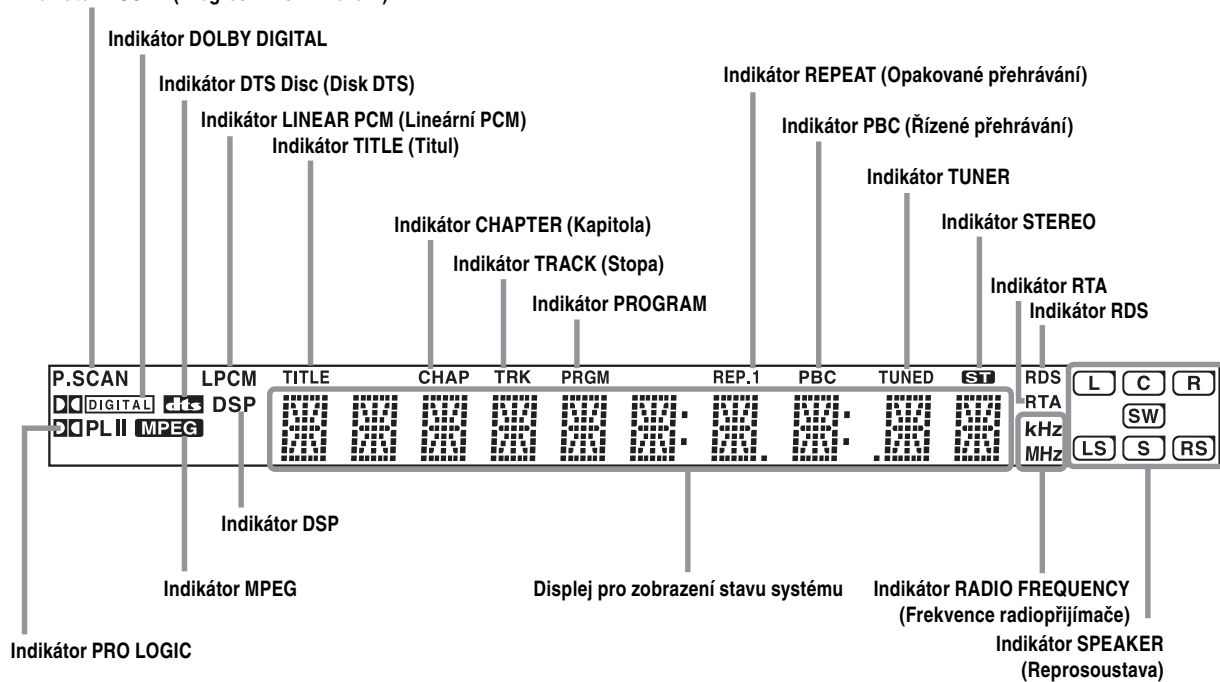 Indikátor DOLBY DIGITAL
Indikátor DTS Disc (Disk DTS)
Indikátor LINEAR PCM (Lineární PCM)
Indikátor TITLE (Titul)
Indikátor REPEAT (Opakované přehrávání)
Indikátor PBC (Řízené přehrávání)
Indikátor TUNER
Indikátor STEREO
Indikátor CHAPTER (Kapitola)
Indikátor TRACK (Stopa)
Indikátor PROGRAM
Indikátor RTA
Indikátor RDS
P.SCAN LPCM TITLE CHAP TRK PRGM REP.1 PBC TUNED ST RDS
DIGITAL dts DSP RTA
PL II MPEG kHz
MHz
L C R
SW
LS S RS
Indikátor DSP
Indikátor MPEG
Displej pro zobrazení stavu systému
Indikátor RADIO FREQUENCY
(Frekvence radiopřijímače)
Indikátor PRO LOGIC
Indikátor SPEAKER
(Reprosoustava)